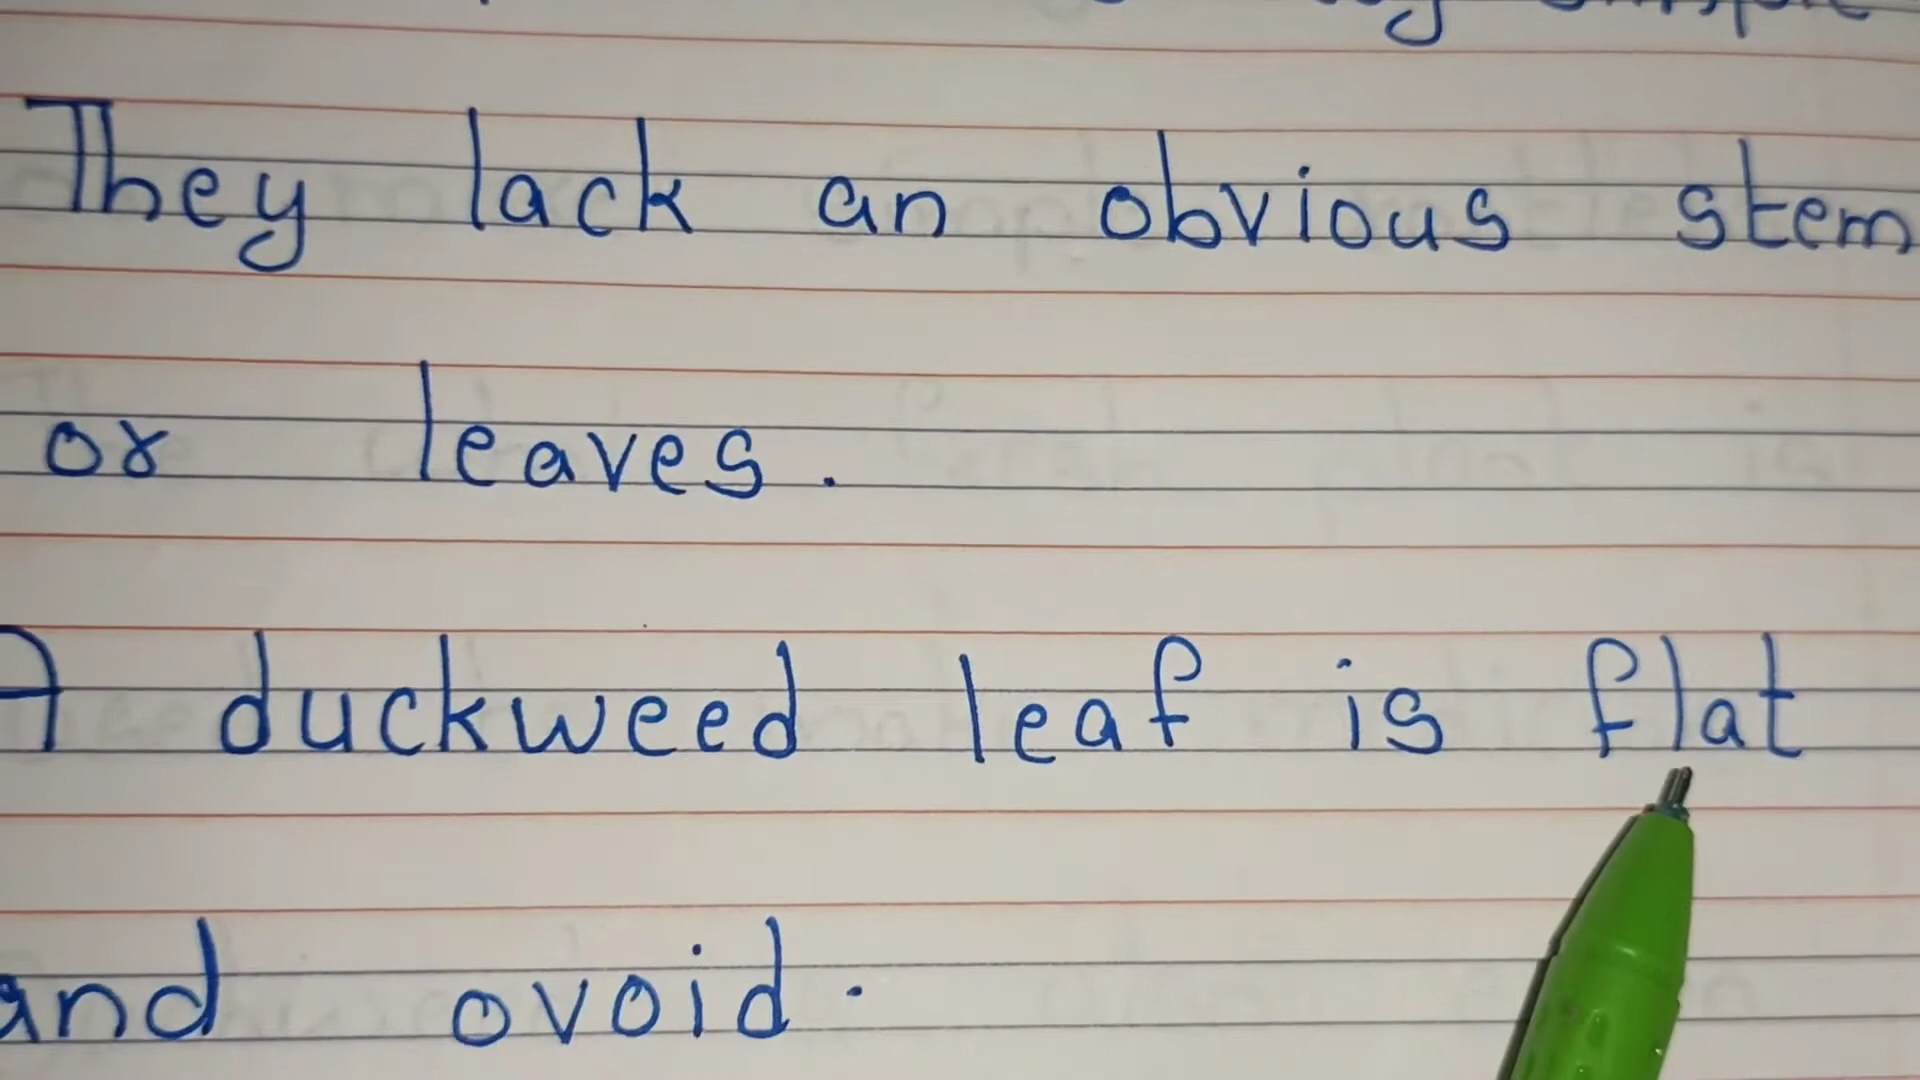 They lack an obvious stem
or leaves.
A duckweed leaf is flat
and ovoid.